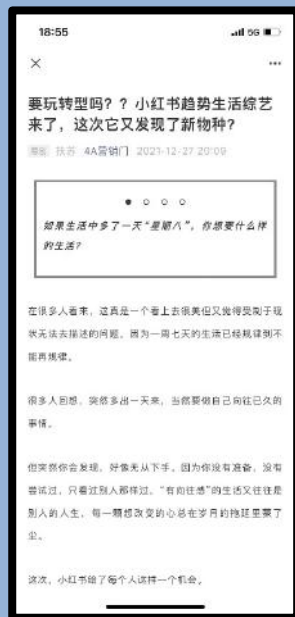 18:55
5G
要玩转型吗？？小红书趋势生活综艺
来了，这次它又发现了新物种？
原创 扶苏 4A营销门 2021-12-27 20:09
如果生活中多了一天“星期八”，你想要什么样
的生活？
在很多人看来，这真是一个看上去很美但又觉得受制于现
状无法去描述的问题，因为一周七天的生活已经规律到不
能再规律。
很多人回想，突然多出一天来，当然要做自己向往已久的
事情。
但突然你会发现，好像无从下手，因为你没有准备，没有
尝试过，只看过别人那样过，“有向往感”的生活又往往是
别人的人生，每一颗想改变的心总在岁月的拖延里蒙了
尘。
这次，小红书给了每个人这样一个机会。